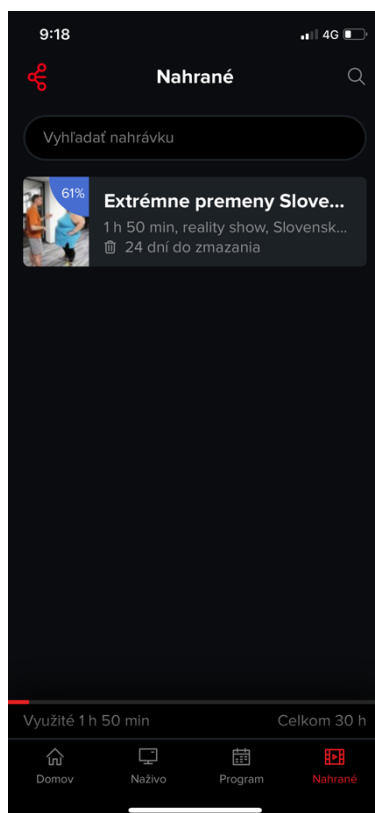 9:18
4G
Nahrané
Vyhľadať nahrávku
61%
Extrémne premeny Slove...
1 h 50 min, reality show, Slovensk...
24 dní do zmazania
Využité 1 h 50 min
Celkom 30 h
Domov
Naživo
Program
Nahrané